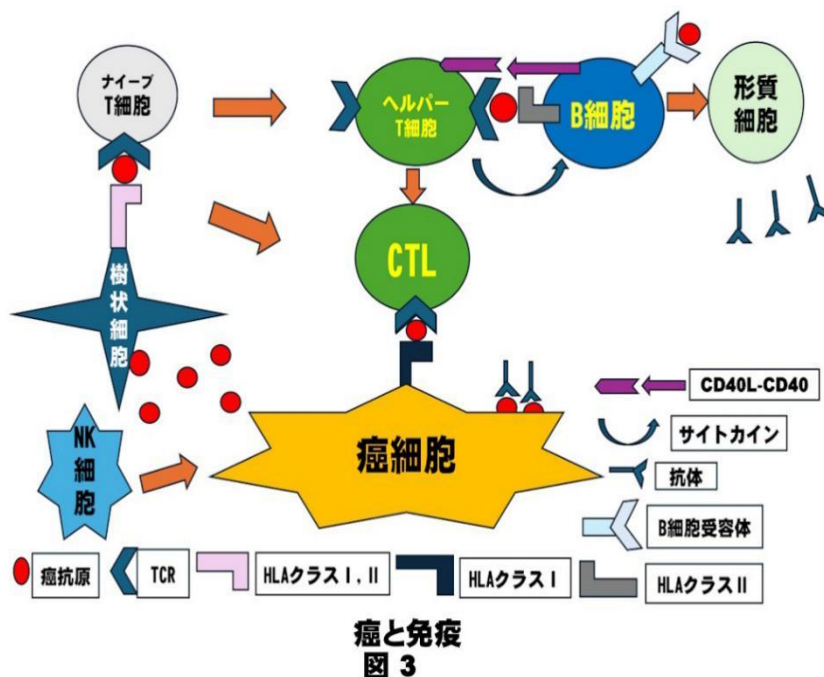 ナイーブ
T細胞
ヘルパー
T細胞
B細胞
形質
細胞
CTL
樹状細胞
NK
細胞
癌細胞
CD40L-CD40
サイトカイン
抗体
B細胞受容体
癌抗原
TCR
HLAクラスⅠ,Ⅱ
HLAクラスⅠ
HLAクラスⅡ
癌と免疫
図 3